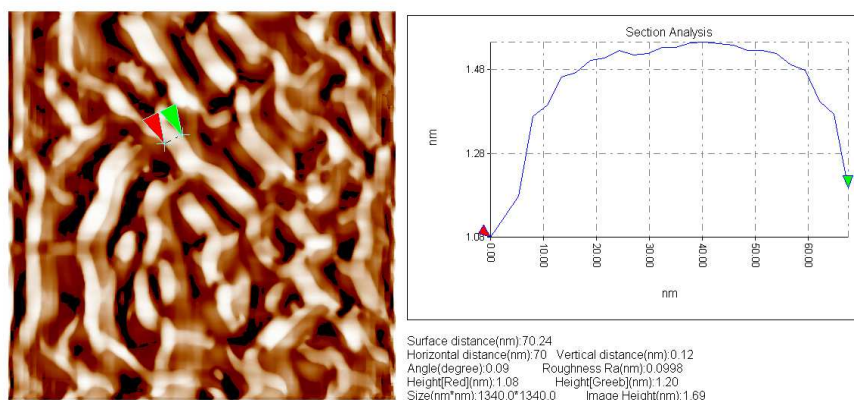 Section Analysis
1.48
nm
1.28
1.08
0.00
10.00
20.00
30.00
40.00
50.00
60.00
nm
Surface distance(nm):70.24
Horizontal distance(nm):70 Vertical distance(nm):0.12
Angle(degree):0.09 Roughness Ra(nm):0.0998
Height[Red](nm):1.08 Height[Greeb](nm):1.20
Size(nm*nm):1340.0*1340.0 Image Height(nm):1.69